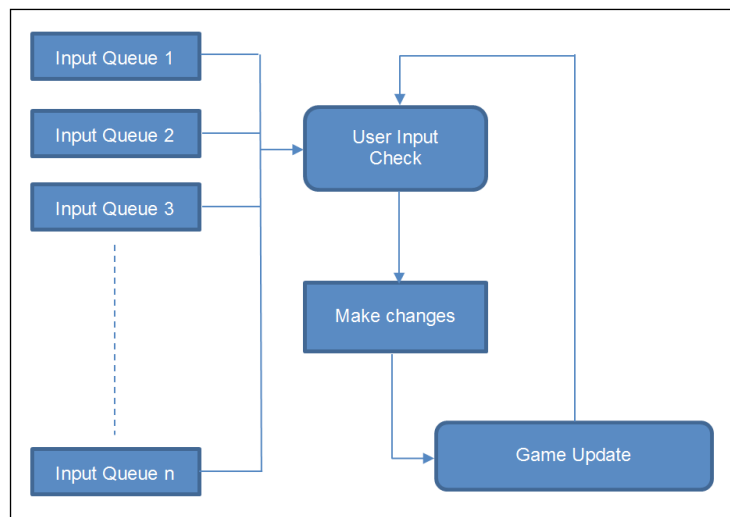 Input Queue 1
Input Queue 2
Input Queue 3
Input Queue n
User Input
Check
Make changes
Game Update